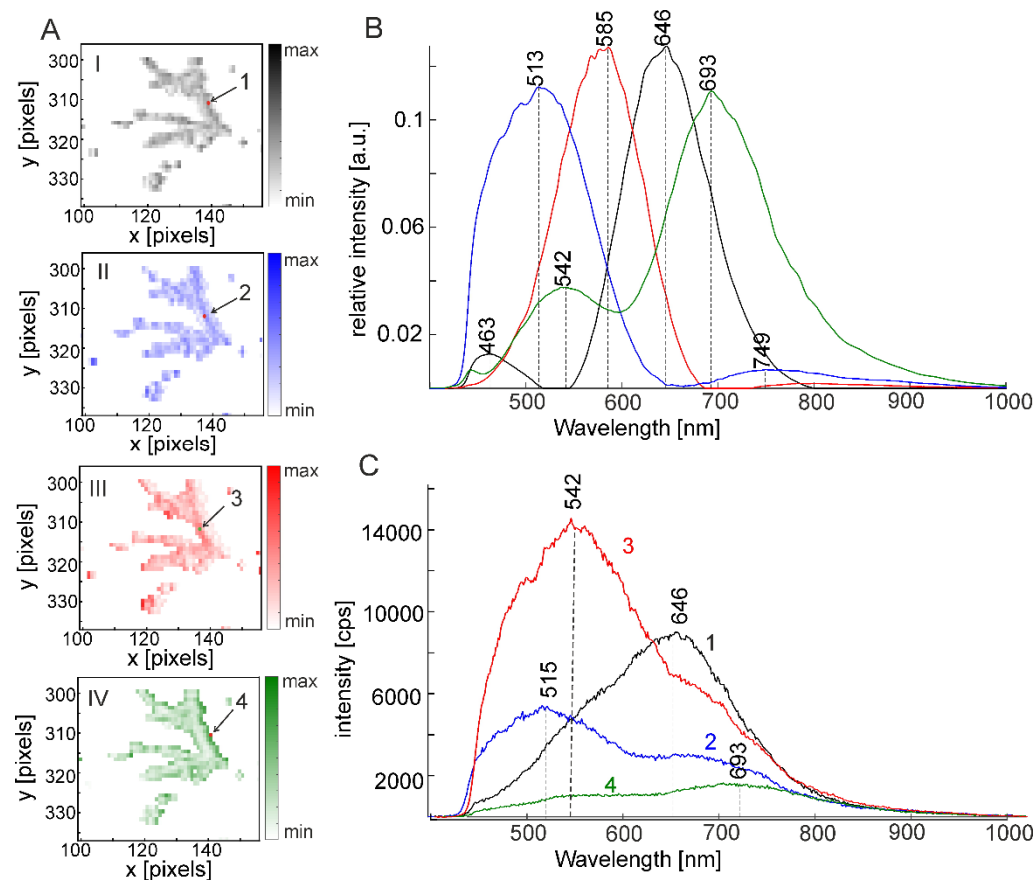 A
I
1
max
min
y [pixels]
300
310
320
330
100
120
140
x [pixels]
II
2
max
min
y [pixels]
300
310
320
330
100
120
140
x [pixels]
III
3
max
min
y [pixels]
300
310
320
330
100
120
140
x [pixels]
IV
4
max
min
y [pixels]
300
310
320
330
100
120
140
x [pixels]
B
relative intensity [a.u.]
0.1
0.06
0.02
463
513
542
585
646
693
749
500
600
700
800
900
1000
Wavelength [nm]
C
intensity [cps]
14000
10000
6000
2000
542
515
646
693
3
1
2
4
500
600
700
800
900
1000
Wavelength [nm]